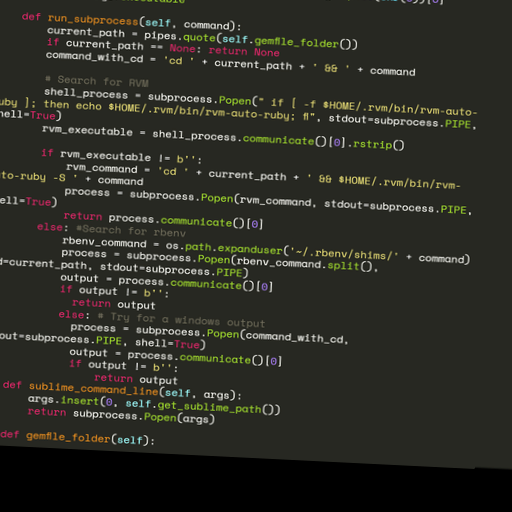 def run_subprocess(self, command):
current_path = pipes.quote(self.gemfile_folder())
if current_path == None: return None
command_with_cd = 'cd ' + current_path + ' && ' + command
# Search for RVM
shell_process = subprocess.Popen(" if [ -f $HOME/.rvm/bin/rvm-auto-
ruby ]; then echo $HOME/.rvm/bin/rvm-auto-ruby; fi", stdout=subprocess.PIPE,
hell=True)
rvm_executable = shell_process.communicate()[0].rstrip()
if rvm_executable != b'':
rvm_command = 'cd ' + current_path + ' && $HOME/.rvm/bin/rvm-
to-ruby -S ' + command
process = subprocess.Popen(rvm_command, stdout=subprocess.PIPE,
ell=True)
return process.communicate()[0]
else: #Search for rbenv
rbenv_command = os.path.expanduser('~/.rbenv/shims/' + command)
process = subprocess.Popen(rbenv_command.split(),
d=current_path, stdout=subprocess.PIPE)
output = process.communicate()[0]
if output != b'':
return output
else: # Try for a windows output
process = subprocess.Popen(command_with_cd,
out=subprocess.PIPE, shell=True)
output = process.communicate()[0]
if output != b'':
return output
def sublime_command_line(self, args):
args.insert(0, self.get_sublime_path())
return subprocess.Popen(args)
def gemfile_folder(self):